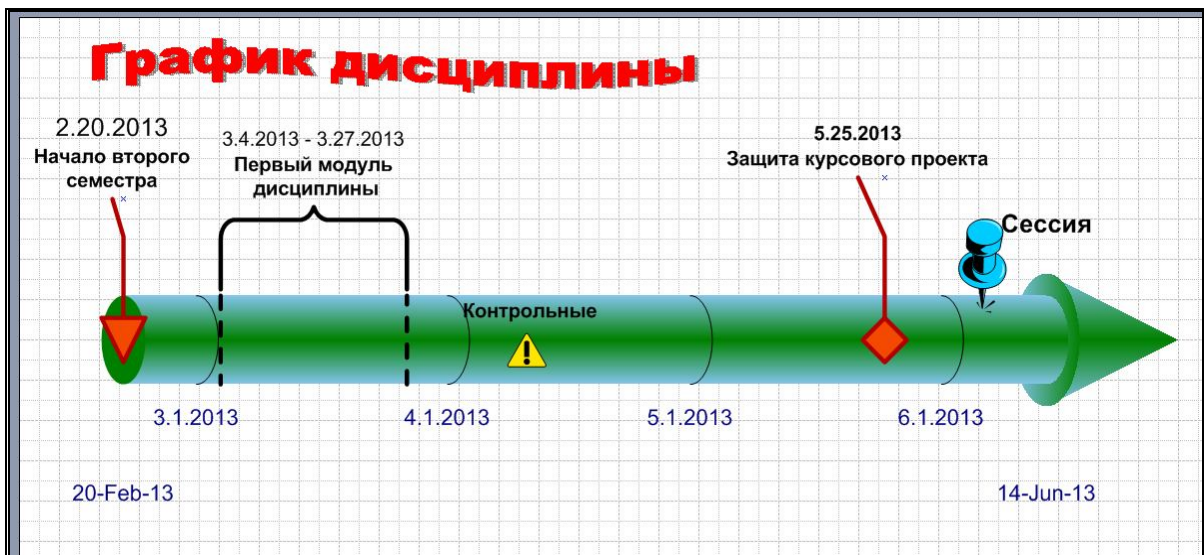 График дисциплины
2.20.2013
Начало второго
семестра
3.4.2013 - 3.27.2013
Первый модуль
дисциплины
5.25.2013
Защита курсового проекта
Сессия
Контрольные
3.1.2013
4.1.2013
5.1.2013
6.1.2013
20-Feb-13
14-Jun-13